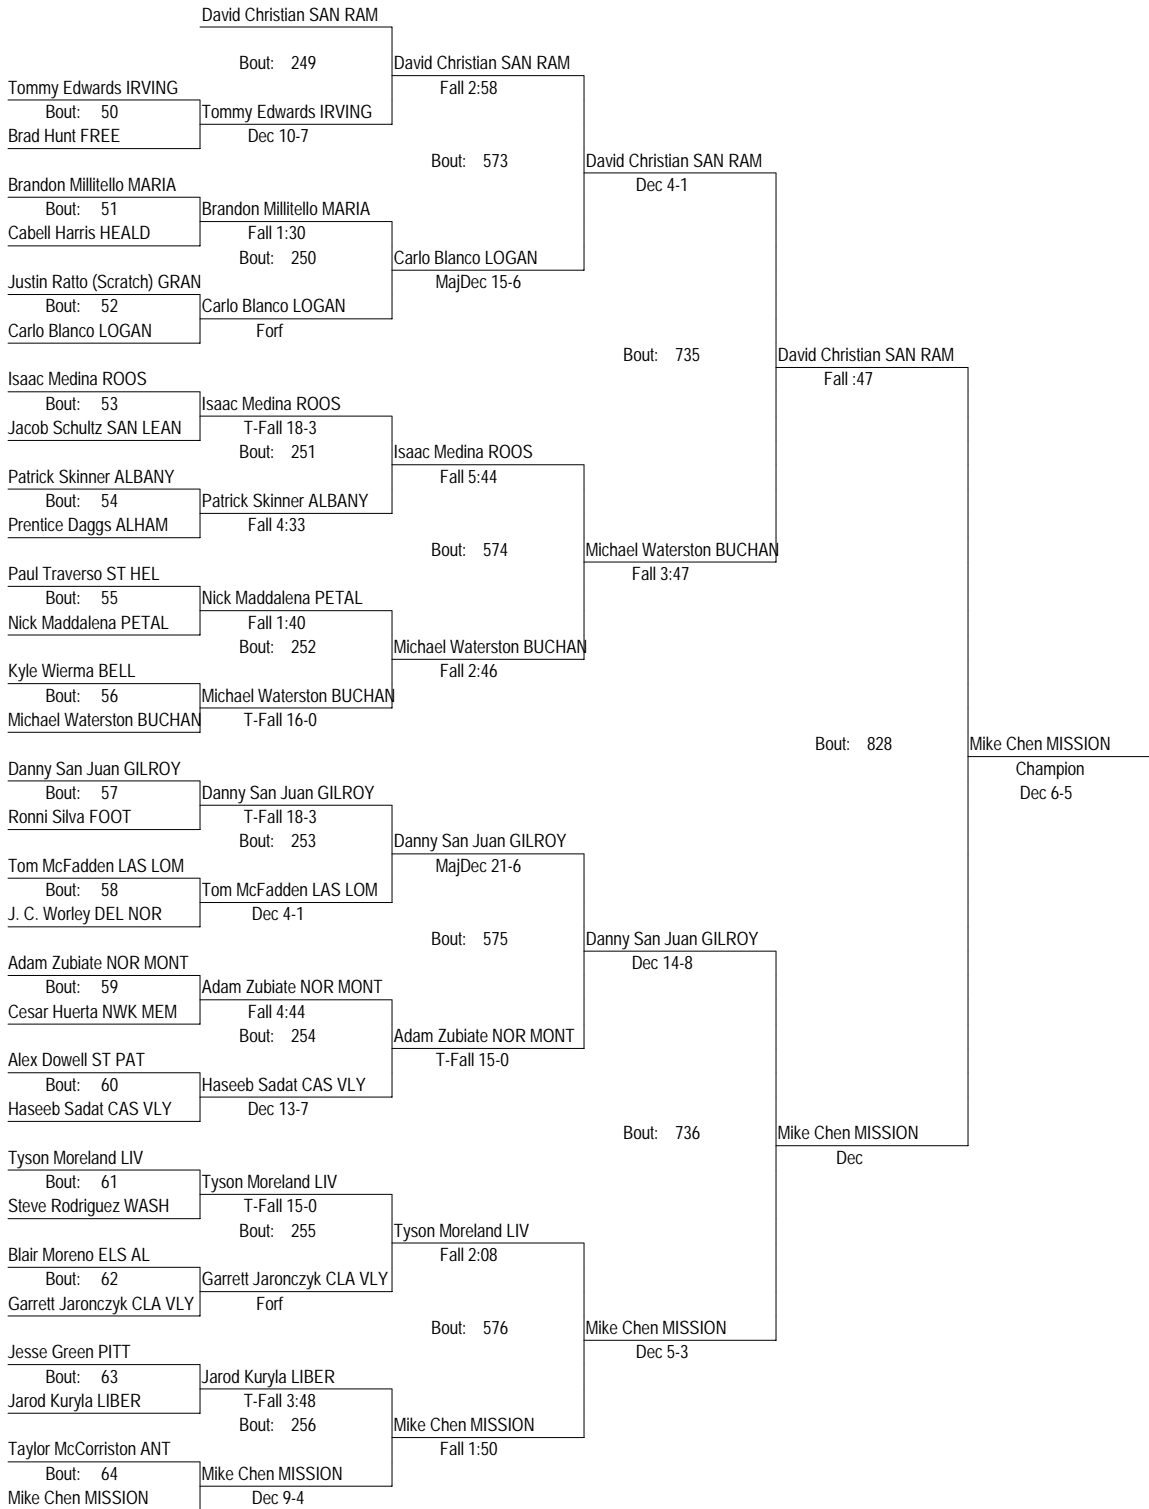 David Christian SAN RAM
Bout: 249
David Christian SAN RAM
Tommy Edwards IRVING
Fall 2:58
Bout: 50
Tommy Edwards IRVING
Brad Hunt FREE
Dec 10-7
Bout: 573
David Christian SAN RAM
Brandon Millitello MARIA
Dec 4-1
Bout: 51
Brandon Millitello MARIA
Cabell Harris HEALD
Fall 1:30
Bout: 250
Carlo Blanco LOGAN
Justin Ratto (Scratch) GRAN
MajDec 15-6
Bout: 52
Carlo Blanco LOGAN
Carlo Blanco LOGAN
Forf
Bout: 735
David Christian SAN RAM
Isaac Medina ROOS
Fall :47
Bout: 53
Isaac Medina ROOS
Jacob Schultz SAN LEAN
T-Fall 18-3
Bout: 251
Isaac Medina ROOS
Patrick Skinner ALBANY
Fall 5:44
Bout: 54
Patrick Skinner ALBANY
Prentice Daggs ALHAM
Fall 4:33
Bout: 574
Michael Waterston BUCHAN
Paul Traverso ST HEL
Fall 3:47
Bout: 55
Nick Maddalena PETAL
Nick Maddalena PETAL
Fall 1:40
Bout: 252
Michael Waterston BUCHAN
Kyle Wierma BELL
Fall 2:46
Bout: 56
Michael Waterston BUCHAN
Michael Waterston BUCHAN
T-Fall 16-0
Bout: 828
Mike Chen MISSION
Danny San Juan GILROY
Champion
Bout: 57
Danny San Juan GILROY
Dec 6-5
Ronni Silva FOOT
T-Fall 18-3
Bout: 253
Danny San Juan GILROY
Tom McFadden LAS LOM
MajDec 21-6
Bout: 58
Tom McFadden LAS LOM
J. C. Worley DEL NOR
Dec 4-1
Bout: 575
Danny San Juan GILROY
Adam Zubiate NOR MONT
Dec 14-8
Bout: 59
Adam Zubiate NOR MONT
Cesar Huerta NWK MEM
Fall 4:44
Bout: 254
Adam Zubiate NOR MONT
Alex Dowell ST PAT
T-Fall 15-0
Bout: 60
Haseeb Sadat CAS VLY
Haseeb Sadat CAS VLY
Dec 13-7
Bout: 736
Mike Chen MISSION
Tyson Moreland LIV
Dec
Bout: 61
Tyson Moreland LIV
Steve Rodriguez WASH
T-Fall 15-0
Bout: 255
Tyson Moreland LIV
Blair Moreno ELS AL
Fall 2:08
Bout: 62
Garrett Jaronczyk CLA VLY
Garrett Jaronczyk CLA VLY
Forf
Bout: 576
Mike Chen MISSION
Jesse Green PITT
Dec 5-3
Bout: 63
Jarod Kuryla LIBER
Jarod Kuryla LIBER
T-Fall 3:48
Bout: 256
Mike Chen MISSION
Taylor McCorriston ANT
Fall 1:50
Bout: 64
Mike Chen MISSION
Mike Chen MISSION
Dec 9-4